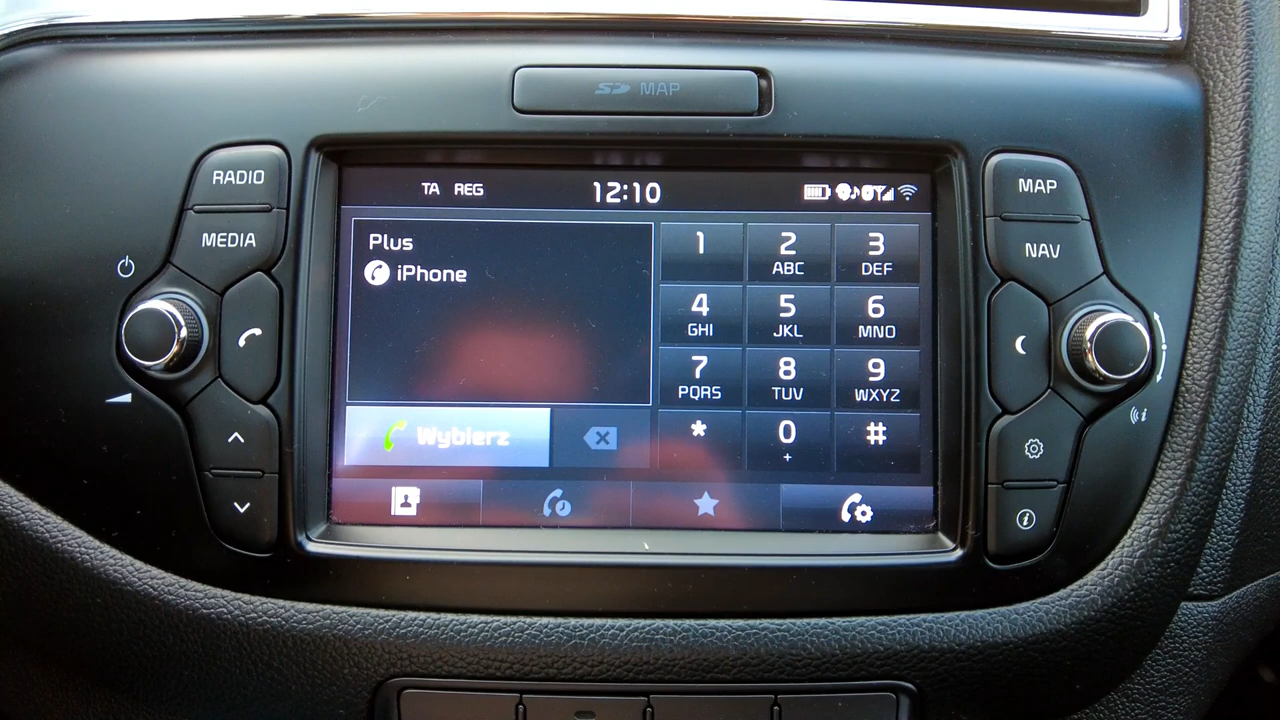 SD MAP
RADIO
MEDIA
MAP
NAV
TA REG 12:10
Plus
iPhone
1 2 3
ABC DEF
4 5 6
GHI JKL MNO
7 8 9
PQRS TUV WXYZ
* 0 #
+
Wybierz